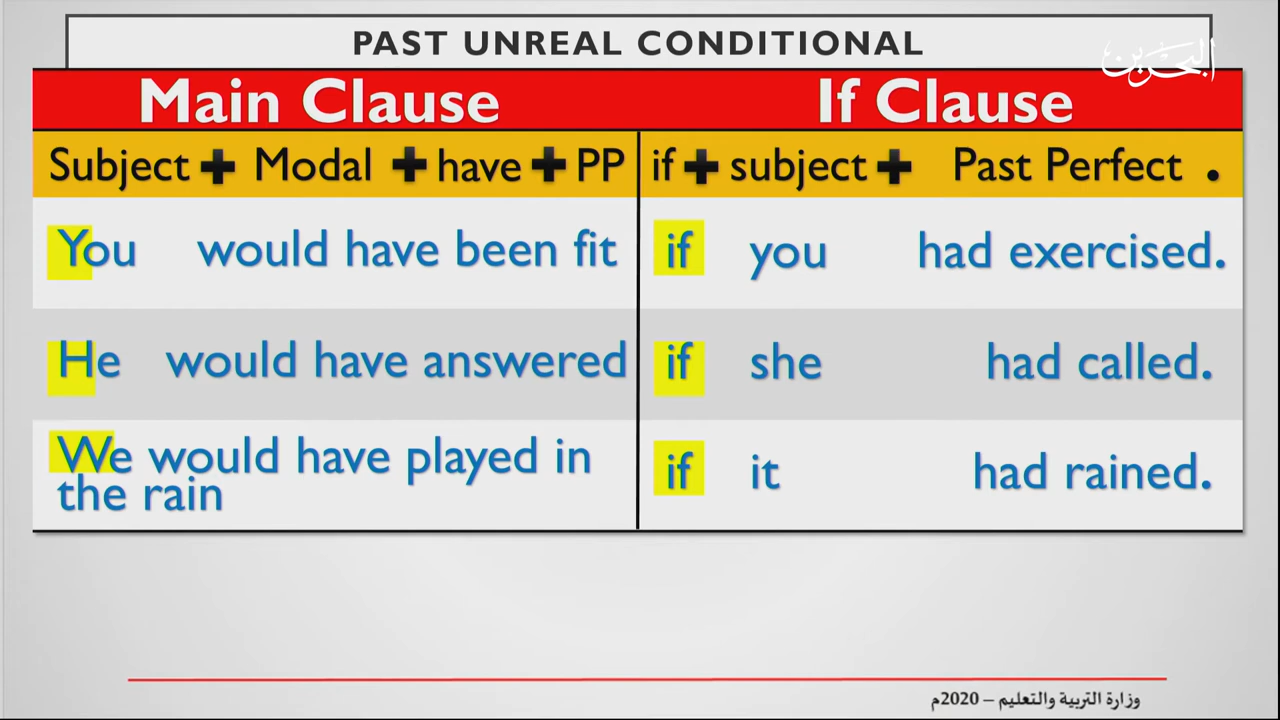 PAST UNREAL CONDITIONAL
البحرين
Main Clause If Clause
Subject + Modal + have + PP if + subject + Past Perfect .
You would have been fit if you had exercised.
He would have answered if she had called.
We would have played in
the rain
if it had rained.
وزارة التربية والتعليم – 2020م